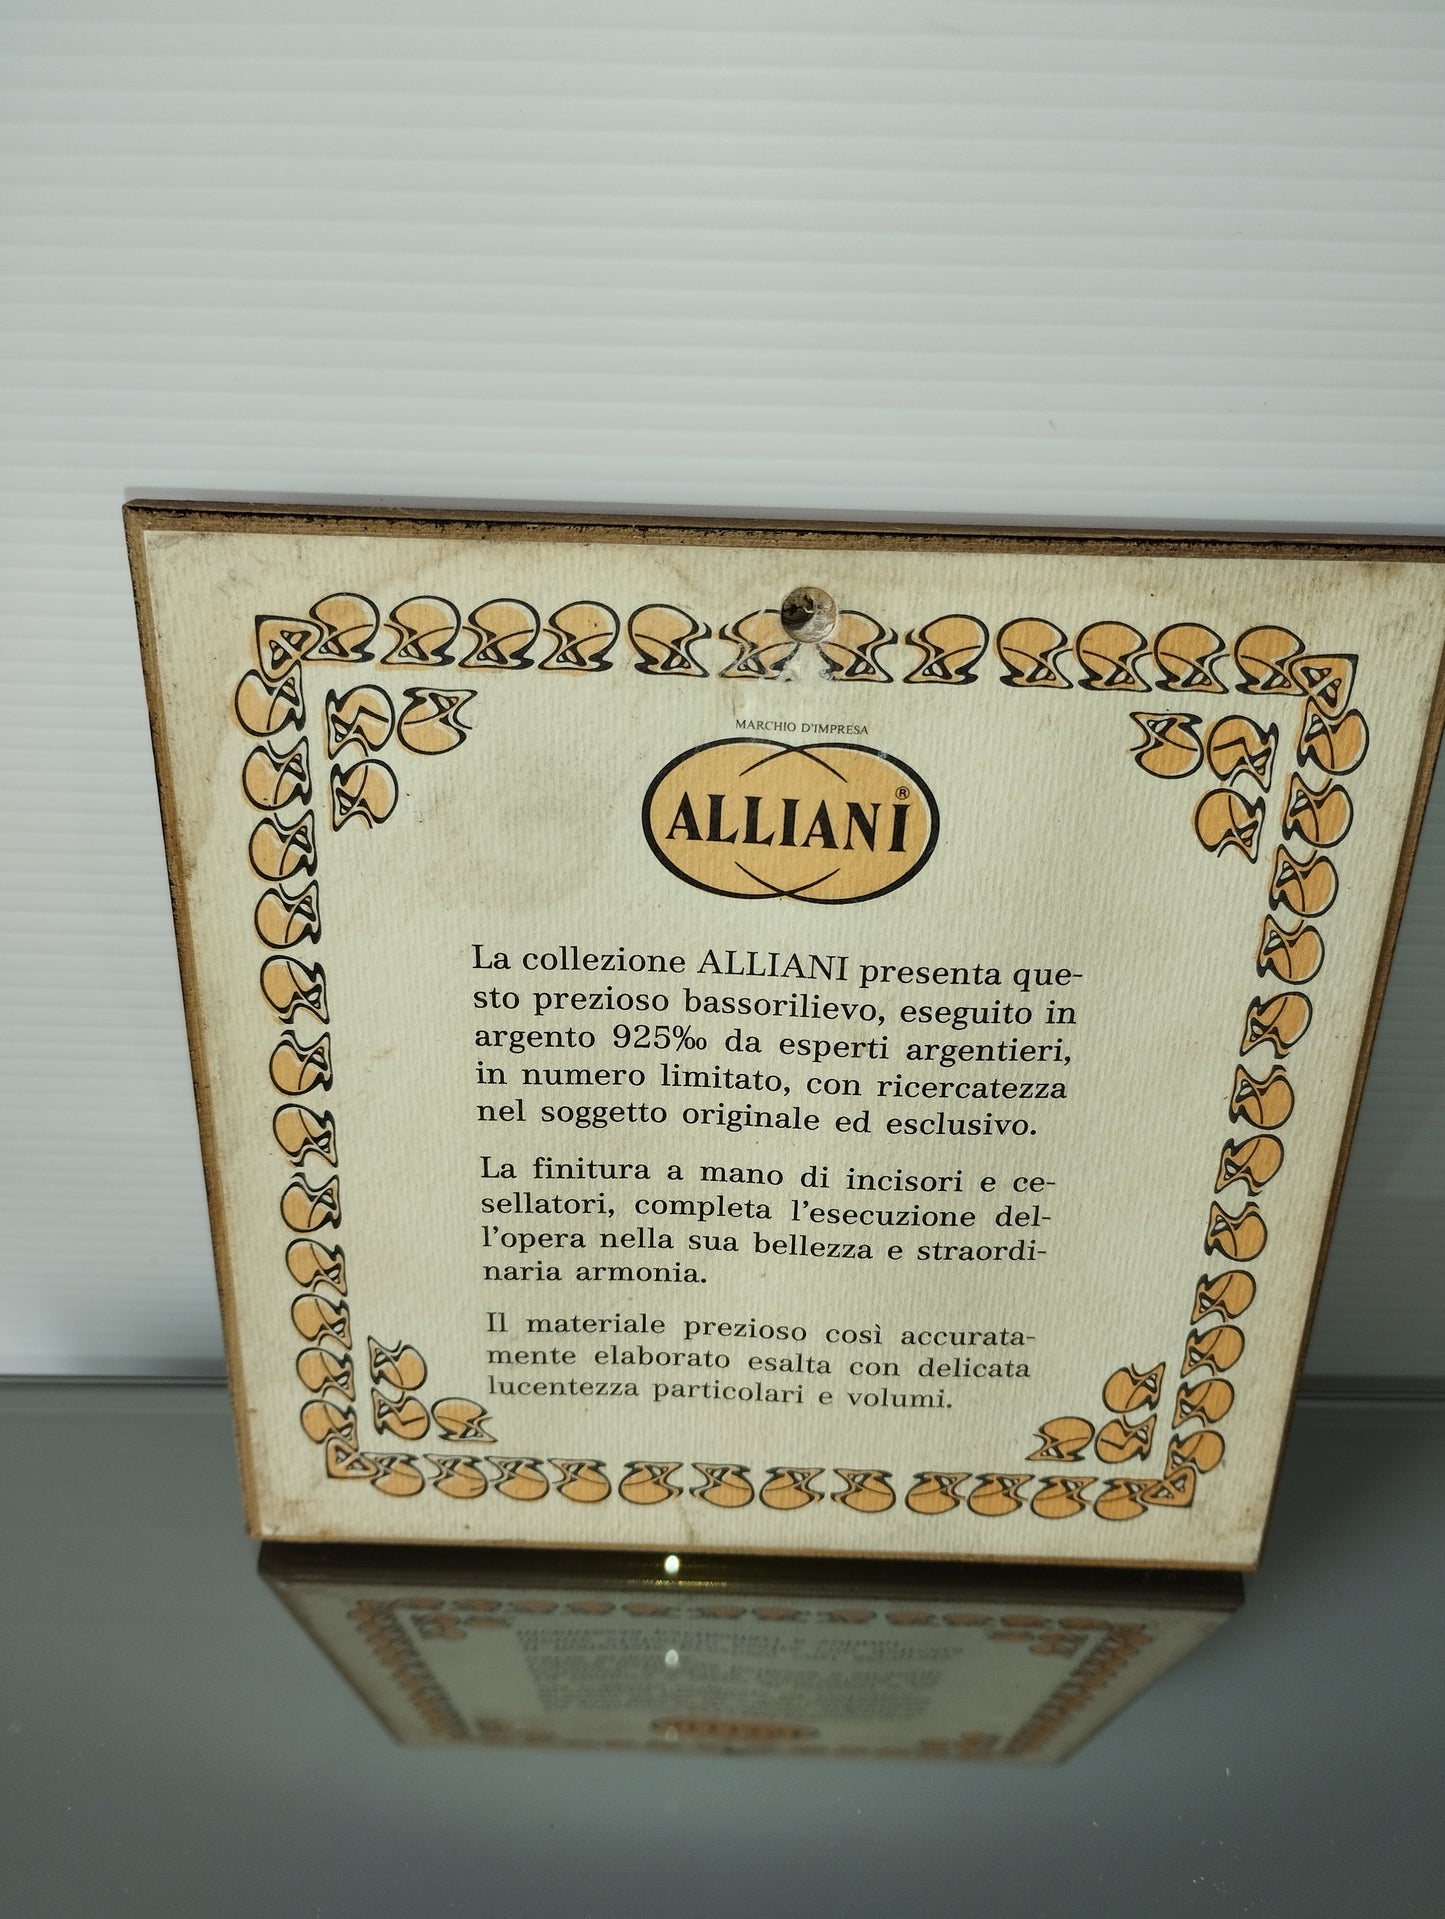 MARCHIO D'IMPRESA
ALLIANI®
La collezione ALLIANI presenta que-
sto prezioso bassorilievo, eseguito in
argento 925‰ da esperti argentieri,
in numero limitato, con ricercatezza
nel soggetto originale ed esclusivo.
La finitura a mano di incisori e ce-
sellatori, completa l'esecuzione del-
l'opera nella sua bellezza e straordi-
naria armonia.
Il materiale prezioso così accurata-
mente elaborato esalta con delicata
lucentezza particolari e volumi.